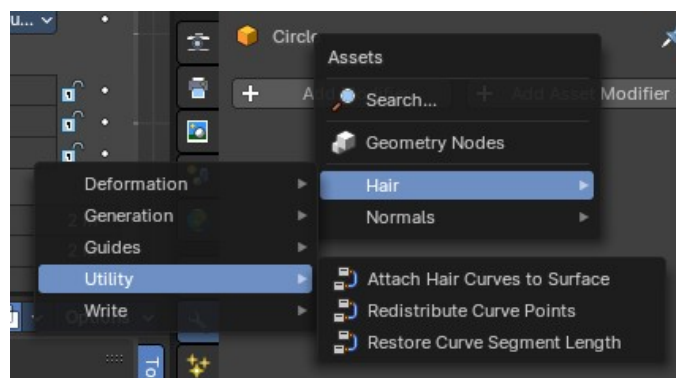 u...
Circle
Assets
Add Asset Modifier
Search...
Geometry Nodes
Deformation
Hair
Generation
Normals
Guides
Utility
Attach Hair Curves to Surface
Write
Options
Redistribute Curve Points
Restore Curve Segment Length
To